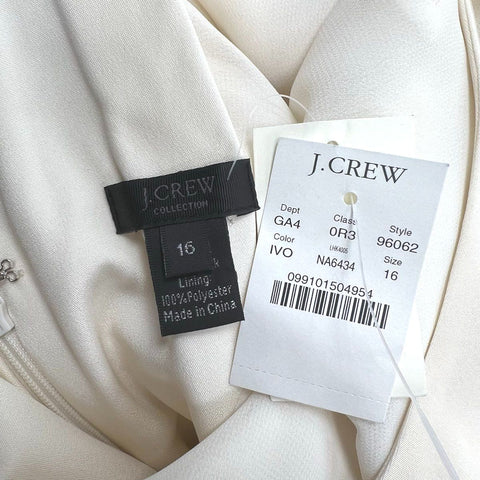 J.CREW
COLLECTION
16
Lining:
100%Polyester
Made in China
J.CREW
Dept Class Style
GA4 0R3 96062
Color LHK4005 Size
IVO NA6434 16
099101504954